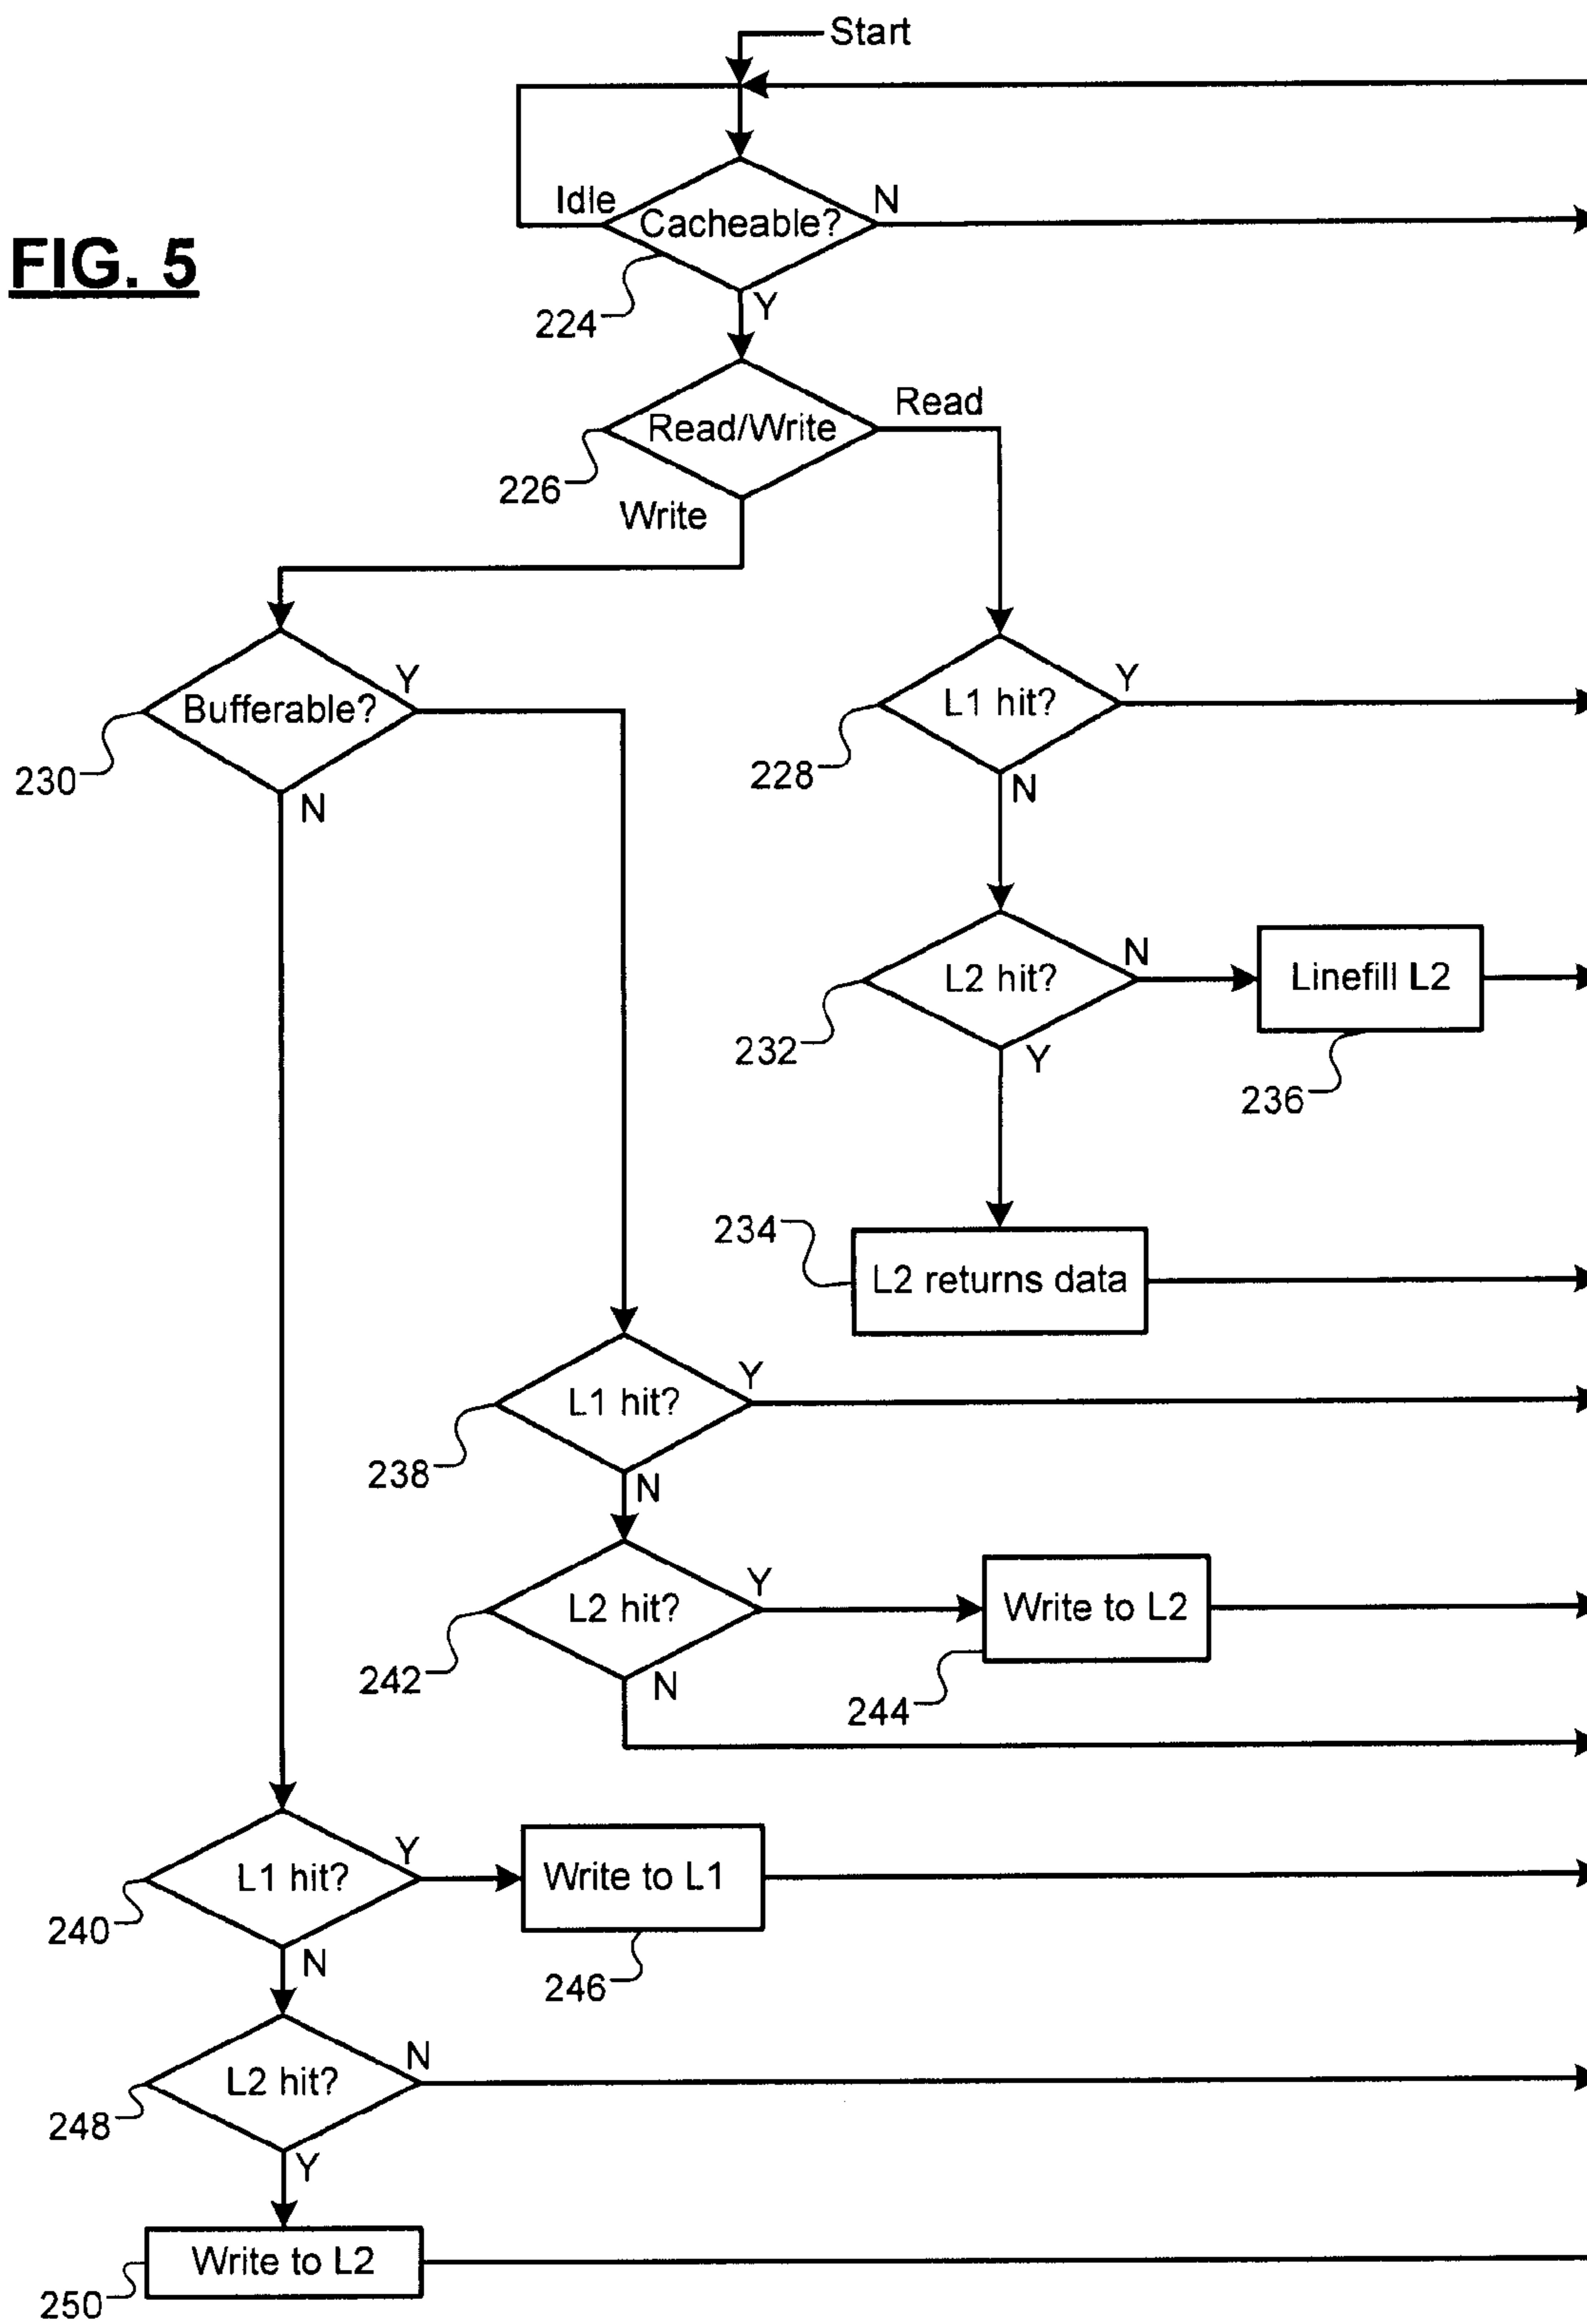 Start
Idle
N
Cacheable?
FIG. 5
224
Y
Read
Read/Write
226
Write
Y
Y
Bufferable?
L1 hit?
230
228
N
N
N
L2 hit?
Linefill L2
232
Y
236
234
L2 returns data
Y
L1 hit?
238
N
Y
L2 hit?
Write to L2
242
N
244
Y
L1 hit?
Write to L1
240
N
246
N
L2 hit?
248
Y
Write to L2
250